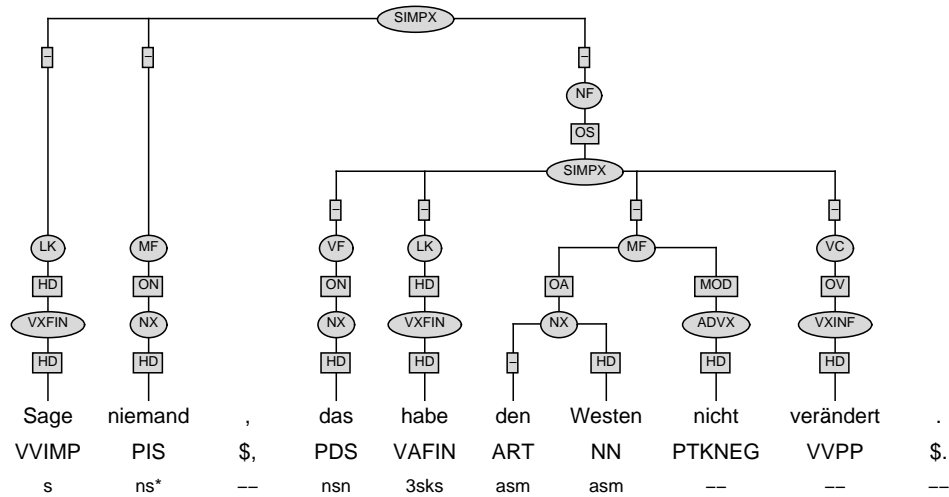 SIMPX
– – –
NF
OS
SIMPX
– – – –
LK MF VF LK MF VC
HD ON ON HD OA MOD OV
VXFIN NX NX VXFIN NX ADVX VXINF
HD HD HD HD – HD HD HD
Sage niemand , das habe den Westen nicht verändert .
VVIMP PIS $, PDS VAFIN ART NN PTKNEG VVPP $.
s ns* –– nsn 3sks asm asm –– –– ––